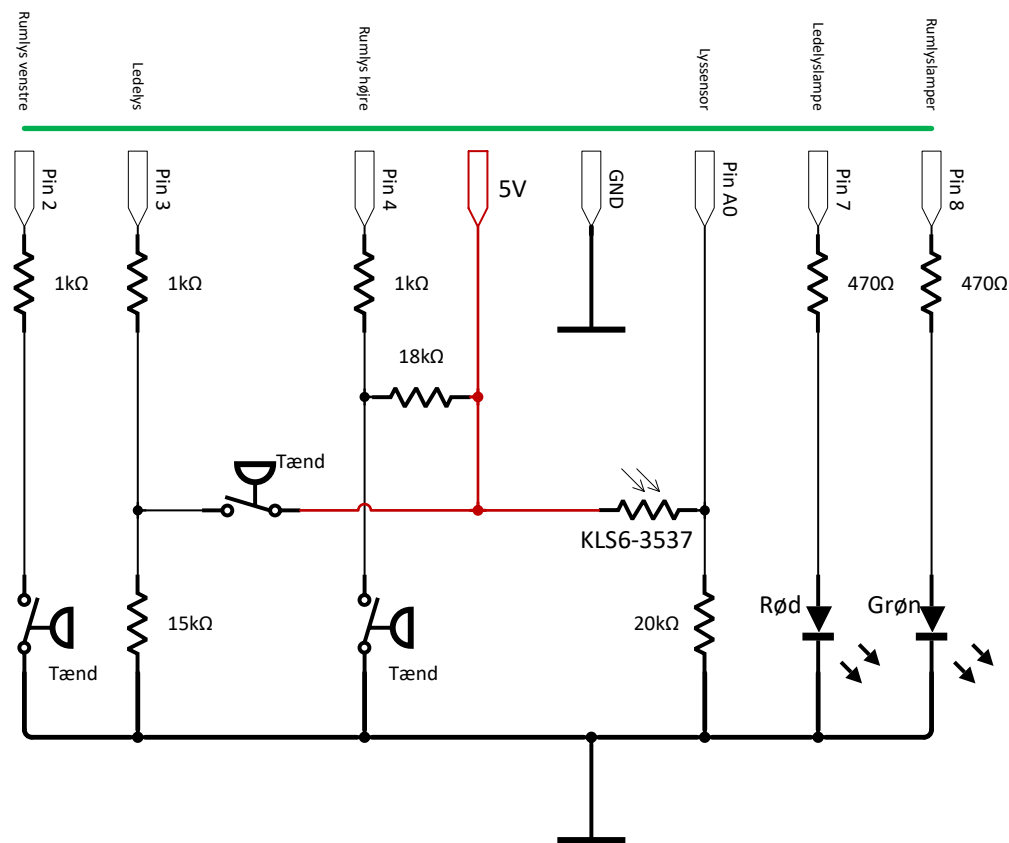 Rumlys venstre
Ledelys
Rumlys højre
Lyssensor
Ledelyslampe
Rumlyslamper
Pin 2
Pin 3
Pin 4
5V
GND
Pin A0
Pin 7
Pin 8
1kΩ
1kΩ
1kΩ
470Ω
470Ω
18kΩ
Tænd
KLS6-3537
Rød
Grøn
15kΩ
20kΩ
Tænd
Tænd